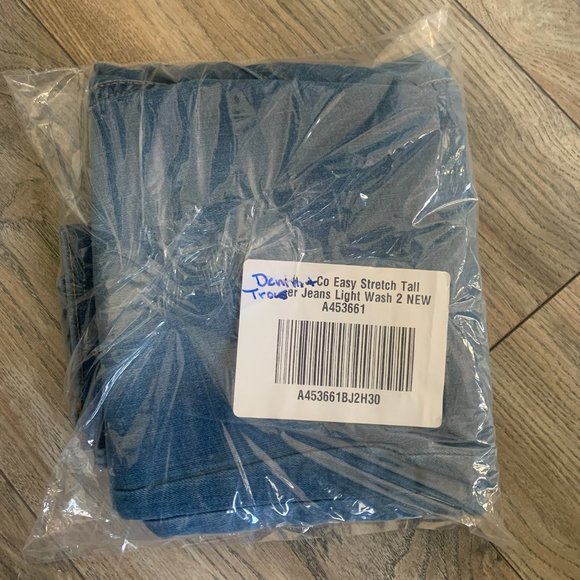 Denim & Co Easy Stretch Tall
Trouser Jeans Light Wash 2 NEW
A453661
A453661BJ2H30